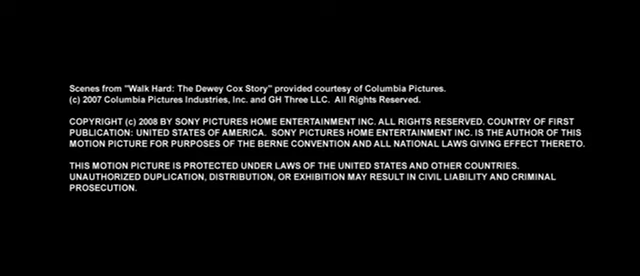 Scenes from "Walk Hard: The Dewey Cox Story" provided courtesy of Columbia Pictures.
(c) 2007 Columbia Pictures Industries, Inc. and GH Three LLC.  All Rights Reserved.
COPYRIGHT (c) 2008 BY SONY PICTURES HOME ENTERTAINMENT INC. ALL RIGHTS RESERVED. COUNTRY OF FIRST
PUBLICATION: UNITED STATES OF AMERICA.  SONY PICTURES HOME ENTERTAINMENT INC. IS THE AUTHOR OF THIS
MOTION PICTURE FOR PURPOSES OF THE BERNE CONVENTION AND ALL NATIONAL LAWS GIVING EFFECT THERETO.
THIS MOTION PICTURE IS PROTECTED UNDER LAWS OF THE UNITED STATES AND OTHER COUNTRIES.
UNAUTHORIZED DUPLICATION, DISTRIBUTION, OR EXHIBITION MAY RESULT IN CIVIL LIABILITY AND CRIMINAL
PROSECUTION.